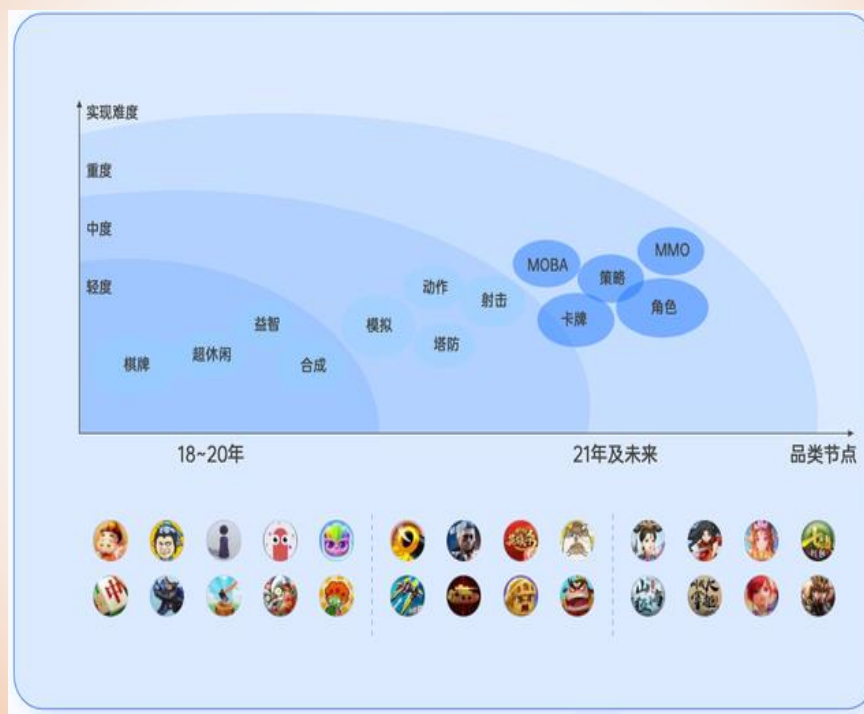 实现难度
重度
中度
轻度
MOBA
策略
MMO
动作
射击
卡牌
角色
益智
模拟
塔防
棋牌
超休闲
合成
18~20年
21年及未来
品类节点
中